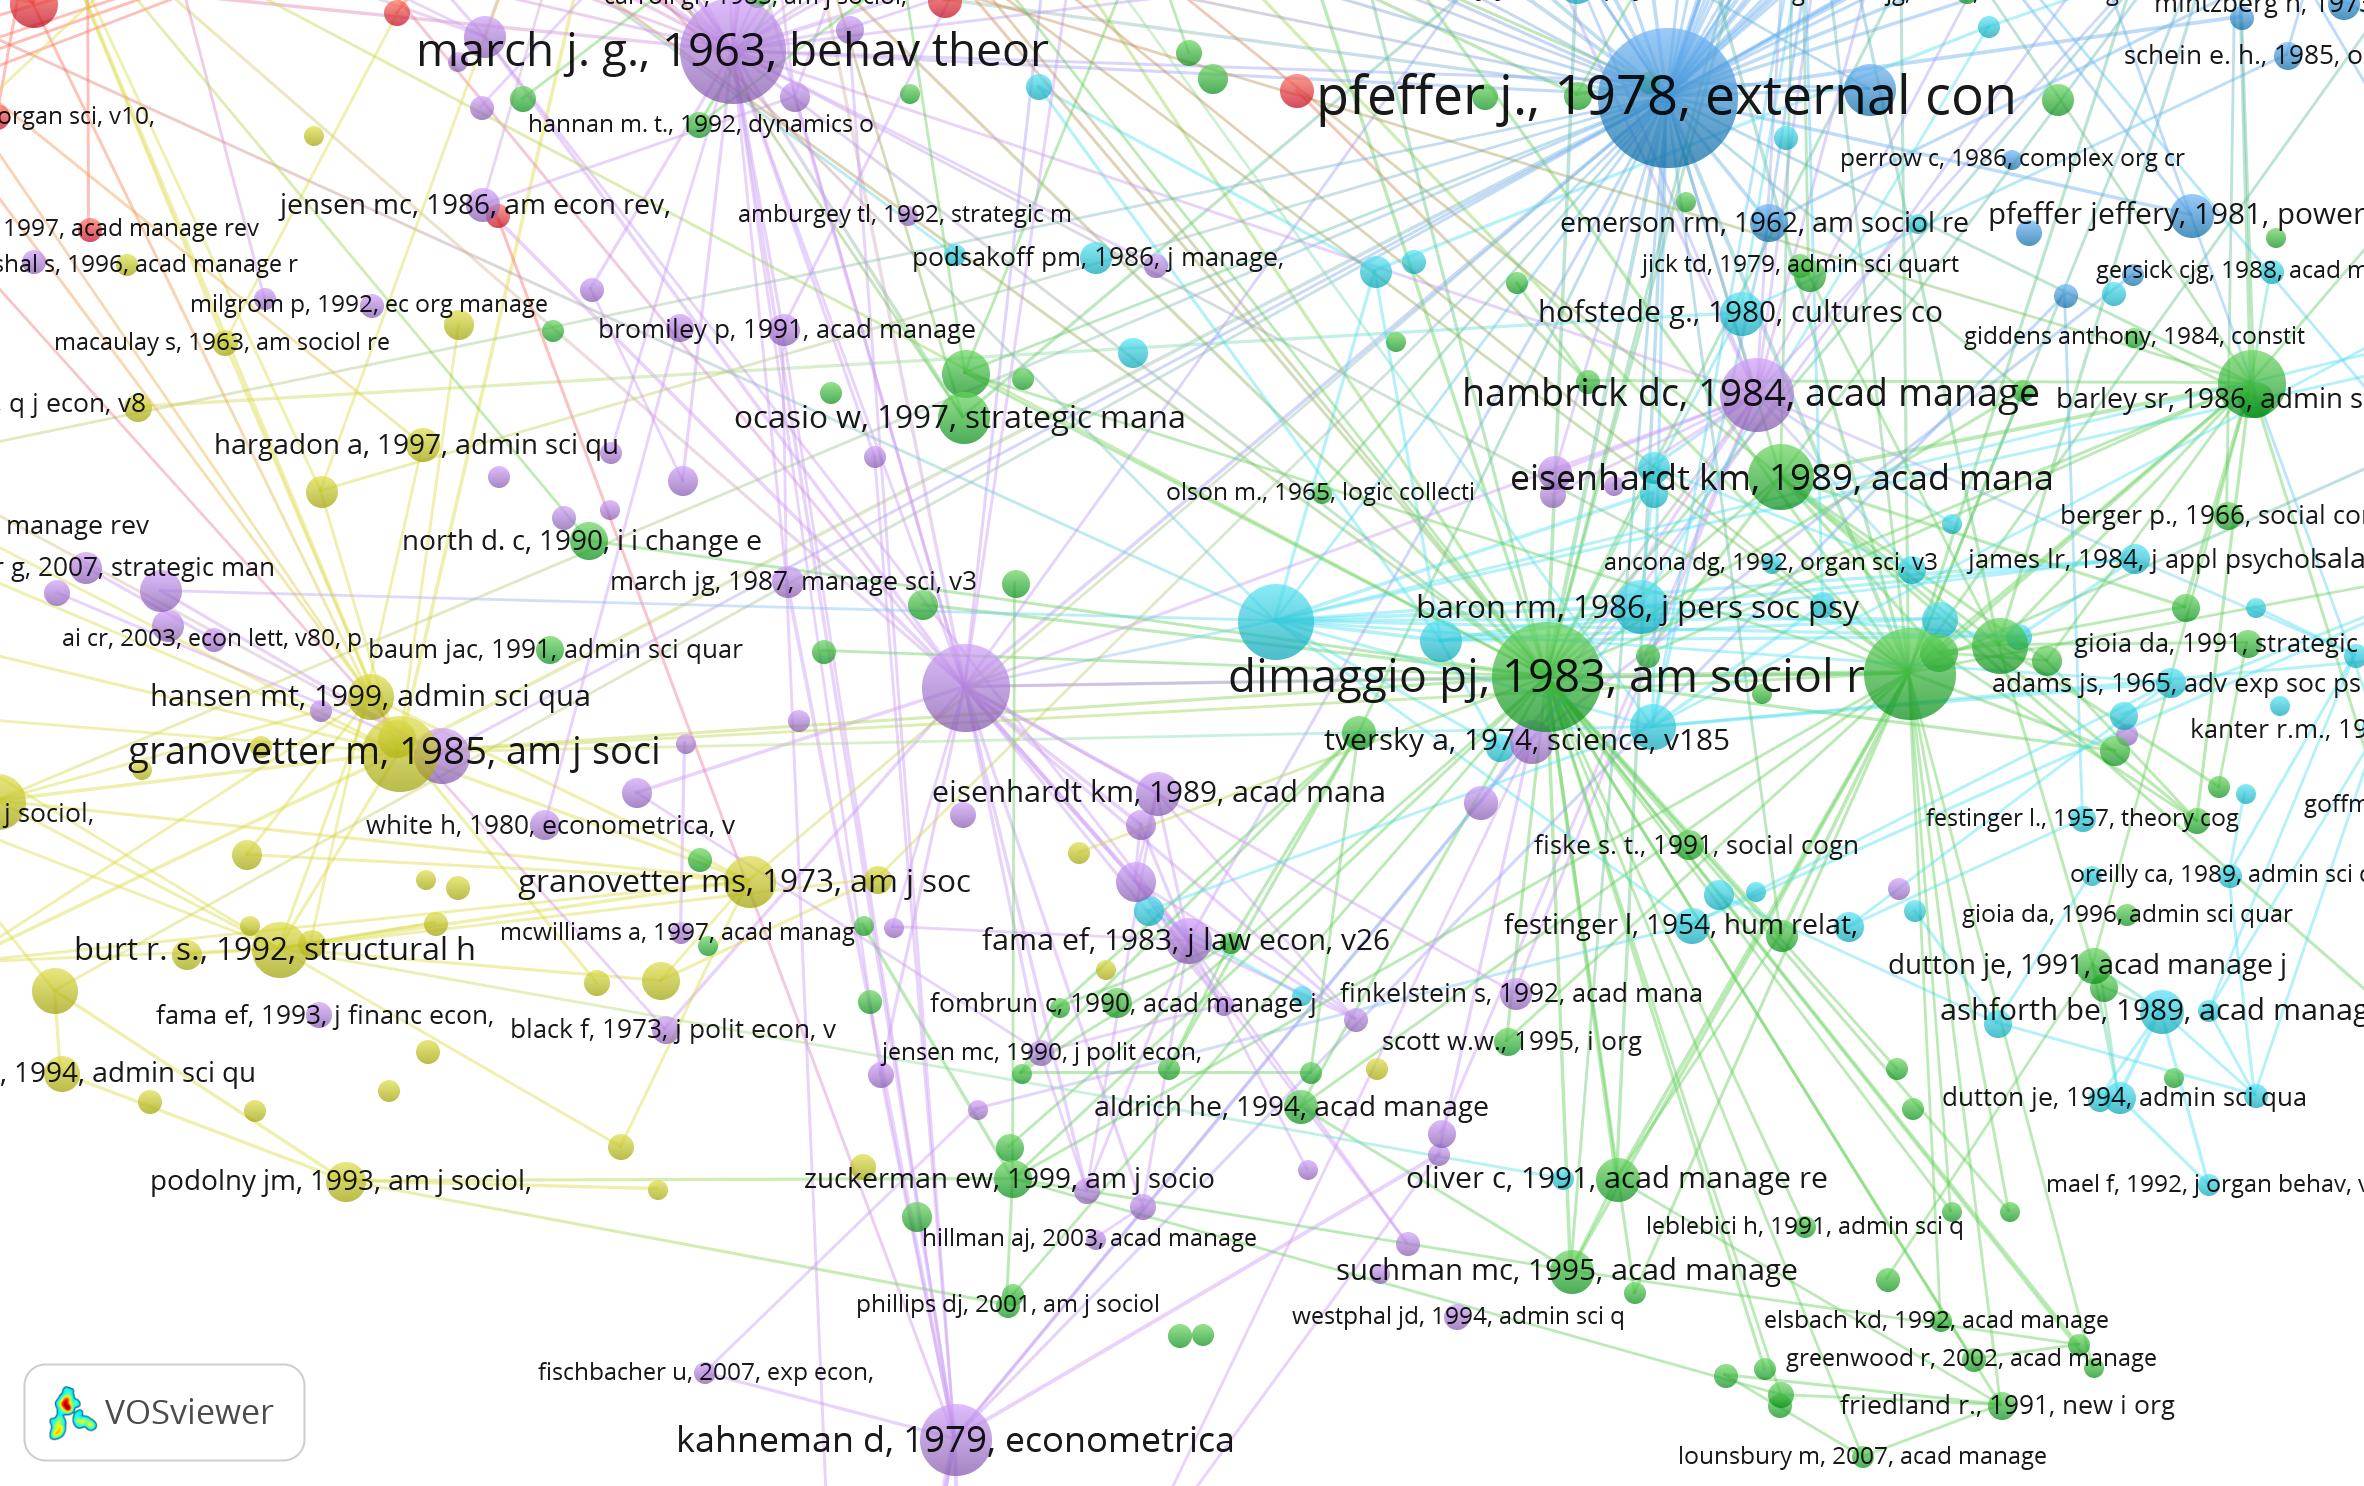 march j. g., 1963, behav theor
schein e. h., 1985, o
pfeffer j., 1978, external con
organ sci, v10,
hannan m. t., 1992, dynamics o
perrow c, 1986, complex org cr
jensen mc, 1986, am econ rev,
amburgey tl, 1992, strategic m
emerson rm, 1962, am sociol re
pfeffer jeffery, 1981, power
1997, acad manage rev
podsakoff pm, 1986, j manage,
jick td, 1979, admin sci quart
shal s, 1996, acad manage r
gersick cjg, 1988, acad m
milgrom p, 1992, ec org manage
hofstede g., 1980, cultures co
bromiley p, 1991, acad manage
macaulay s, 1963, am sociol re
giddens anthony, 1984, constit
hambrick dc, 1984, acad manage
barley sr, 1986, admin s
, q j econ, v8
ocasio w, 1997, strategic mana
hargadon a, 1997, admin sci qu
eisenhardt km, 1989, acad mana
olson m., 1965, logic collecti
berger p., 1966, social co
manage rev
north d. c, 1990, i i change e
ancona dg, 1992, organ sci, v3
james lr, 1984, j appl psychol
sala
r g, 2007, strategic man
march jg, 1987, manage sci, v3
baron rm, 1986, j pers soc psy
ai cr, 2003, econ lett, v80, p
baum jac, 1991, admin sci quar
gioia da, 1991, strategic
dimaggio pj, 1983, am sociol r
adams js, 1965, adv exp soc ps
hansen mt, 1999, admin sci qua
kanter r.m., 19
tversky a, 1974, science, v185
granovetter m, 1985, am j soci
eisenhardt km, 1989, acad mana
goffm
j sociol,
festinger l., 1957, theory cog
white h, 1980, econometrica, v
fiske s. t., 1991, social cogn
oreilly ca, 1989, admin sci q
granovetter ms, 1973, am j soc
gioia da, 1996, admin sci quar
festinger l, 1954, hum relat,
mcwilliams a, 1997, acad manag
fama ef, 1983, j law econ, v26
burt r. s., 1992, structural h
dutton je, 1991, acad manage j
finkelstein s, 1992, acad mana
fombrun c, 1990, acad manage j
ashforth be, 1989, acad manag
fama ef, 1993, j financ econ,
black f, 1973, j polit econ, v
scott w.w., 1995, i org
jensen mc, 1990, j polit econ,
, 1994, admin sci qu
dutton je, 1994, admin sci qua
aldrich he, 1994, acad manage
podolny jm, 1993, am j sociol,
zuckerman ew, 1999, am j socio
oliver c, 1991, acad manage re
mael f, 1992, j organ behav, v
leblebici h, 1991, admin sci q
hillman aj, 2003, acad manage
suchman mc, 1995, acad manage
phillips dj, 2001, am j sociol
westphal jd, 1994, admin sci q
elsbach kd, 1992, acad manage
greenwood r, 2002, acad manage
fischbacher u, 2007, exp econ,
friedland r., 1991, new i org
VOSviewer
kahneman d, 1979, econometrica
lounsbury m, 2007, acad manage